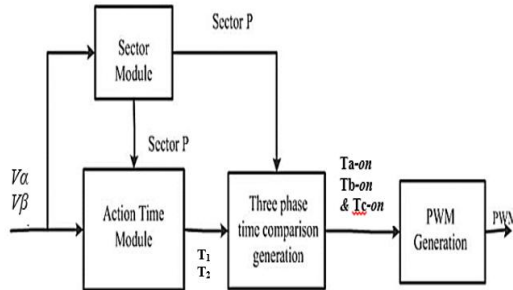 Sector P
Sector
Module
Sector P
Vα
Vβ
Action Time
Module
T₁
T₂
Three phase
time comparison
generation
Ta-on
Tb-on
& Tc-on
PWM
Generation
PWM